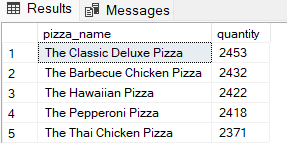 Results Messages
pizza_name quantity
1 The Classic Deluxe Pizza 2453
2 The Barbecue Chicken Pizza 2432
3 The Hawaiian Pizza 2422
4 The Pepperoni Pizza 2418
5 The Thai Chicken Pizza 2371